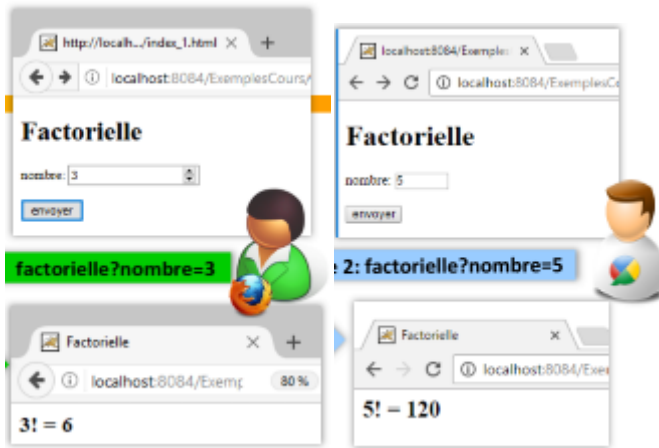 http://localh.../index_1.html
localhost:8084/ExemplesCours/
Factorielle
nombre: 3
envoyer
factorielle?nombre=3
Factorielle
localhost:8084/Exemp
80%
3! = 6
localhost:8084/Exemples
localhost:8084/ExemplesCo
Factorielle
nombre: 5
envoyer
e 2: factorielle?nombre=5
Factorielle
localhost:8084/Exer
5! = 120